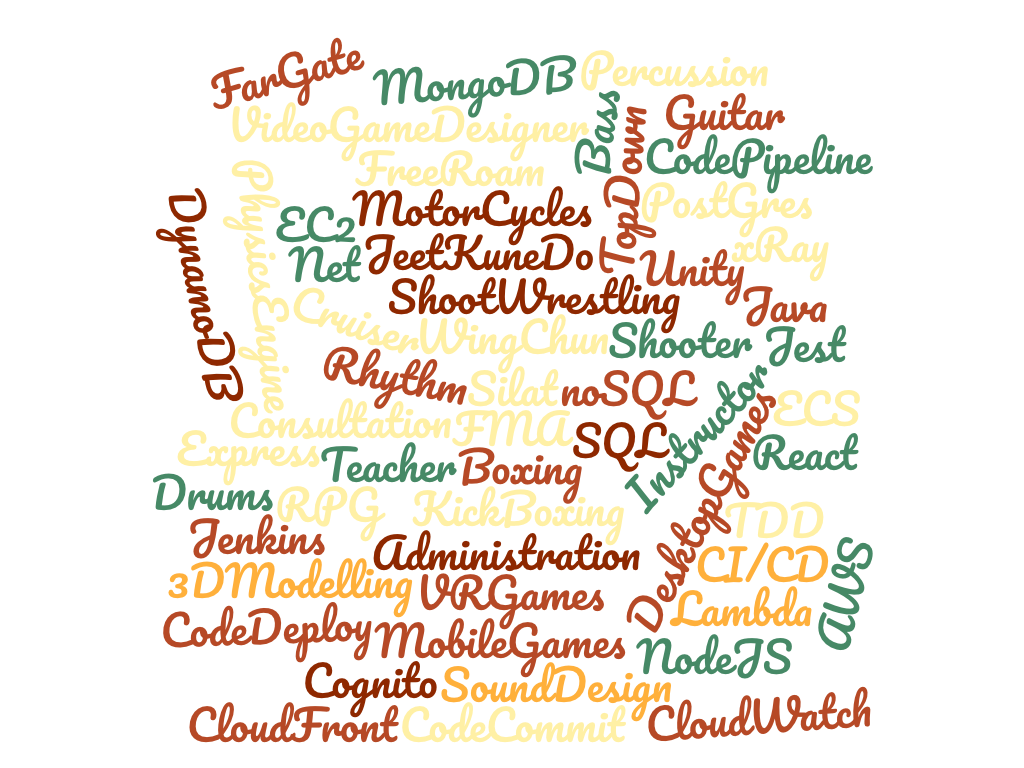 FarGate
MongoDB
Percussion
VideoGameDesigner
Bass
TopDown
Guitar
CodePipeline
FreeRoam
PhysicsEngine
DynamoDB
EC2
MotorCycles
PostGres
Net
JeetKuneDo
xRay
Unity
ShootWrestling
Java
Cruiser
WingChun
Shooter
Jest
Rhythm
Silat
noSQL
Instructor
DesktopGames
ECS
Consultation
FMA
SQL
Express
Teacher
Boxing
React
Drums
RPG
KickBoxing
TDD
Jenkins
Administration
CI/CD
AWS
3DModelling
VRGames
Lambda
CodeDeploy
MobileGames
NodeJS
Cognito
SoundDesign
CloudFront
CodeCommit
CloudWatch